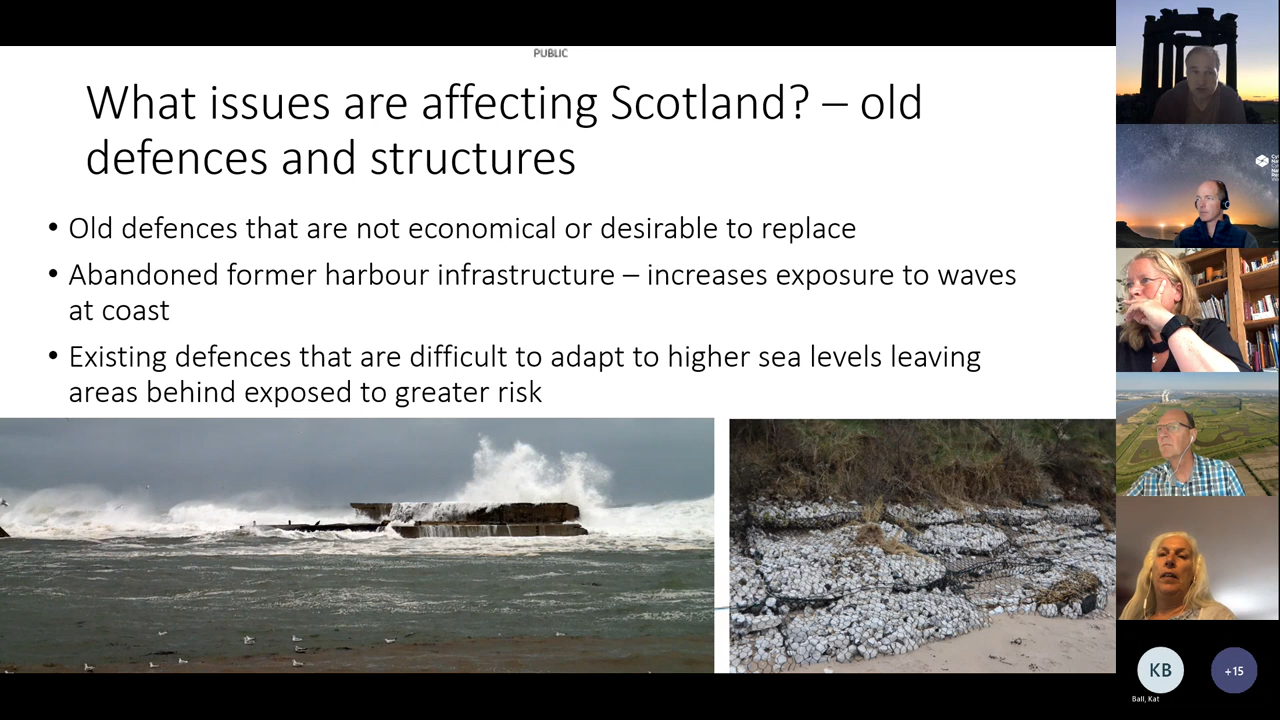 PUBLIC
What issues are affecting Scotland? – old
defences and structures
• Old defences that are not economical or desirable to replace
• Abandoned former harbour infrastructure – increases exposure to waves
at coast
• Existing defences that are difficult to adapt to higher sea levels leaving
areas behind exposed to greater risk
KB
+15
Ball, Kat